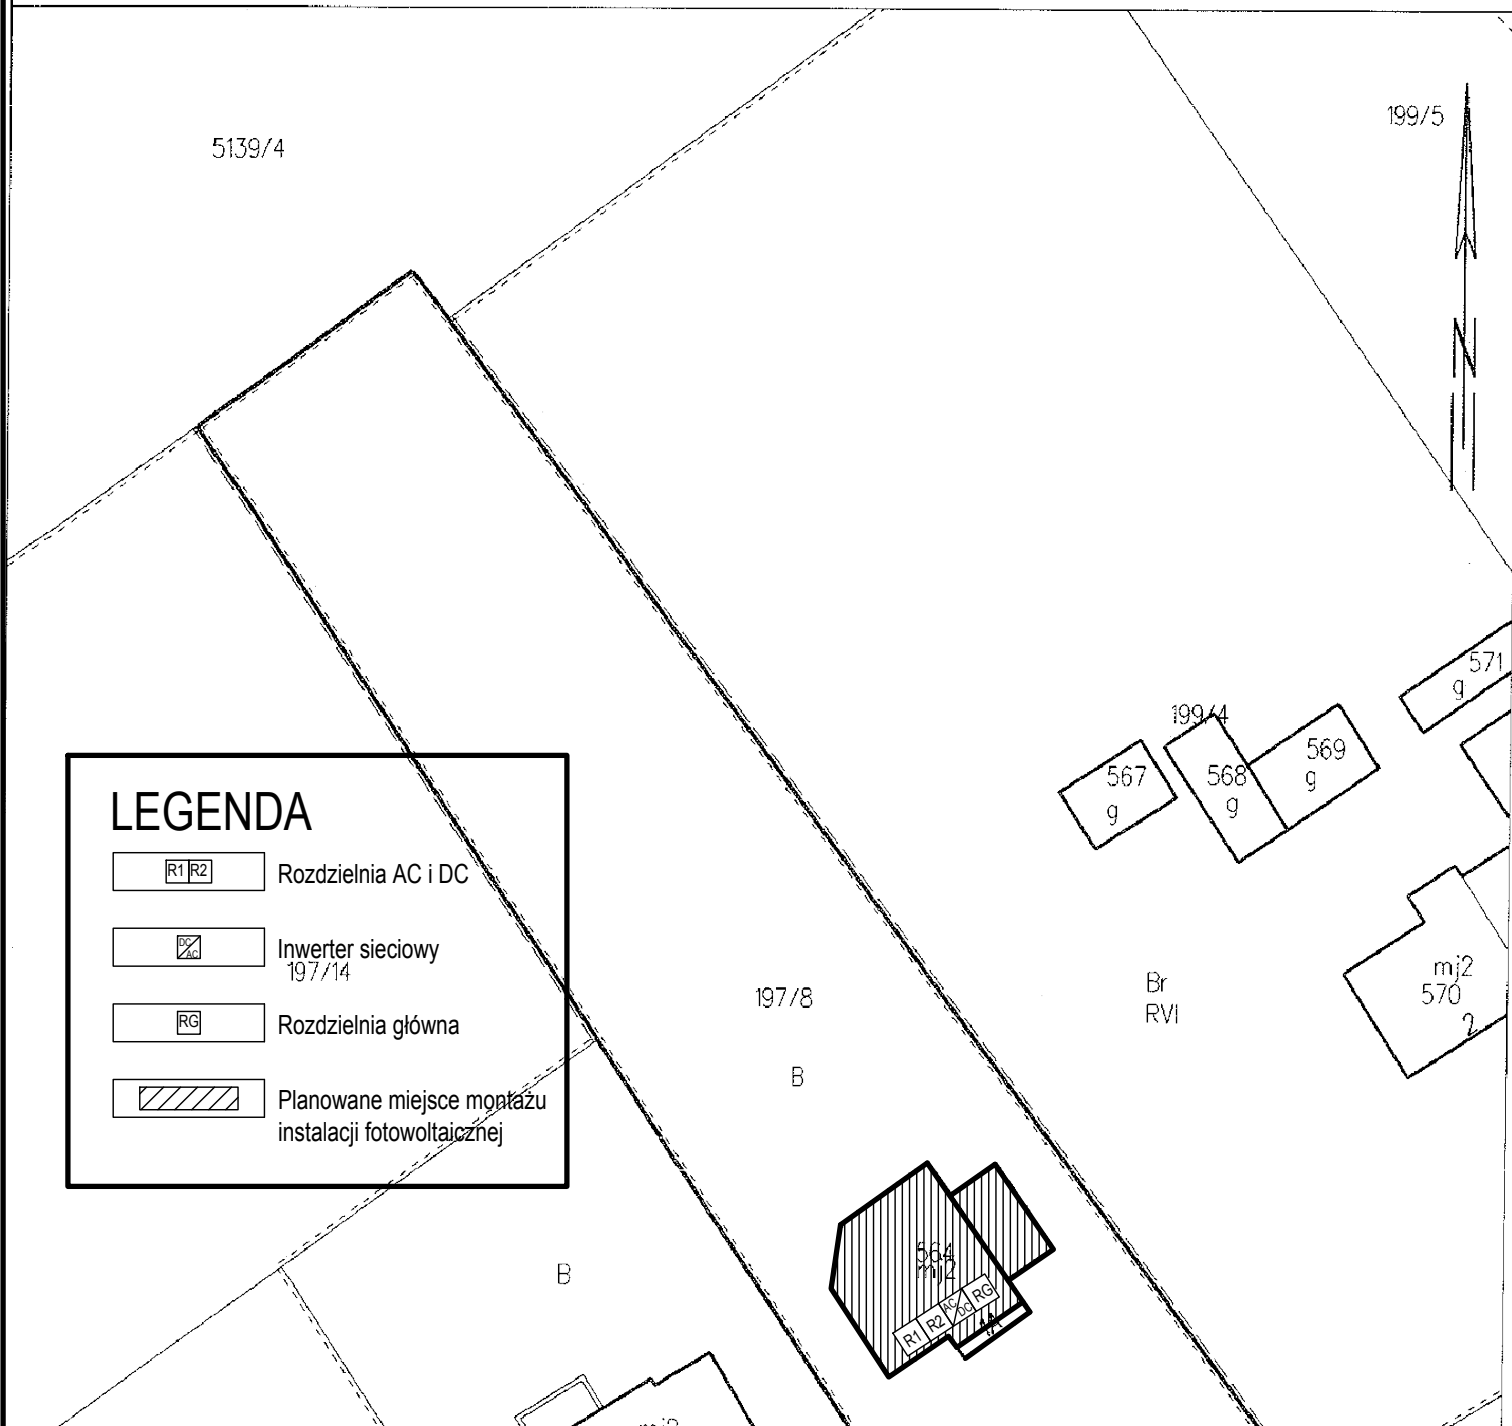 199/5
5139/4
571
g
199/4
569
g
567
g
568
g
LEGENDA
R1 R2 Rozdzielnia AC i DC
DC AC Inwerter sieciowy
197/14
RG Rozdzielnia główna
Planowane miejsce montażu
instalacji fotowoltaicznej
mj2
570
2
Br
RVI
197/8
B
564
mj2
B
R1 R2 AC DC RG
1A
mj2
N